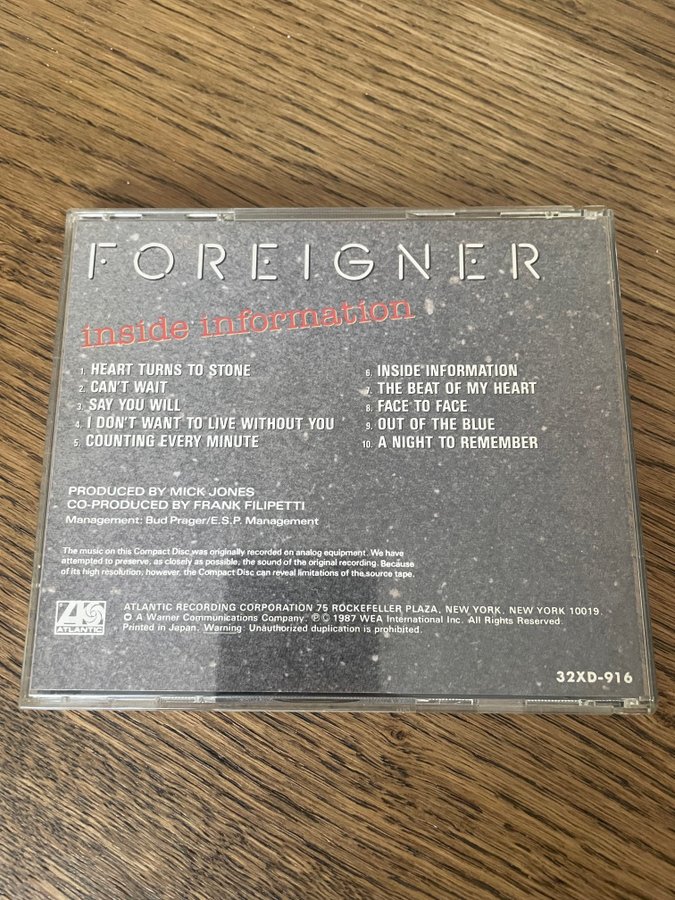 FOREIGNER
inside information
1. HEART TURNS TO STONE
2. CAN'T WAIT
3. SAY YOU WILL
4. I DON'T WANT TO LIVE WITHOUT YOU
5. COUNTING EVERY MINUTE
6. INSIDE INFORMATION
7. THE BEAT OF MY HEART
8. FACE TO FACE
9. OUT OF THE BLUE
10. A NIGHT TO REMEMBER
PRODUCED BY MICK JONES
CO-PRODUCED BY FRANK FILIPETTI
Management: Bud Prager/E.S.P. Management
The music on this Compact Disc was originally recorded on analog equipment. We have
attempted to preserve, as closely as possible, the sound of the original recording. Because
of its high resolution, however, the Compact Disc can reveal limitations of the source tape.
ATLANTIC
ATLANTIC RECORDING CORPORATION 75 ROCKEFELLER PLAZA, NEW YORK, NEW YORK 10019.
A Warner Communications Company. ℗© 1987 WEA International Inc. All Rights Reserved.
Printed in Japan. Warning: Unauthorized duplication is prohibited.
32XD-916